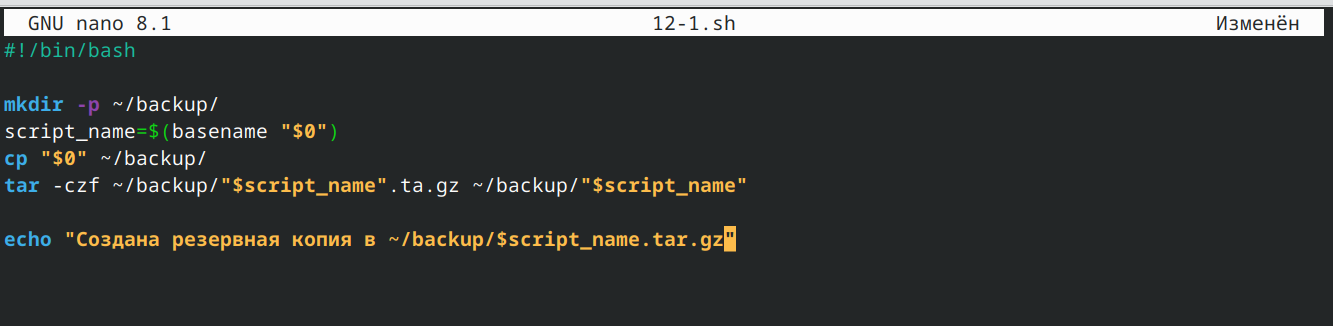 GNU nano 8.1 12-1.sh Изменён
#!/bin/bash
mkdir -p ~/backup/
script_name=$(basename "$0")
cp "$0" ~/backup/
tar -czf ~/backup/"$script_name".ta.gz ~/backup/"$script_name"
echo "Создана резервная копия в ~/backup/$script_name.tar.gz"